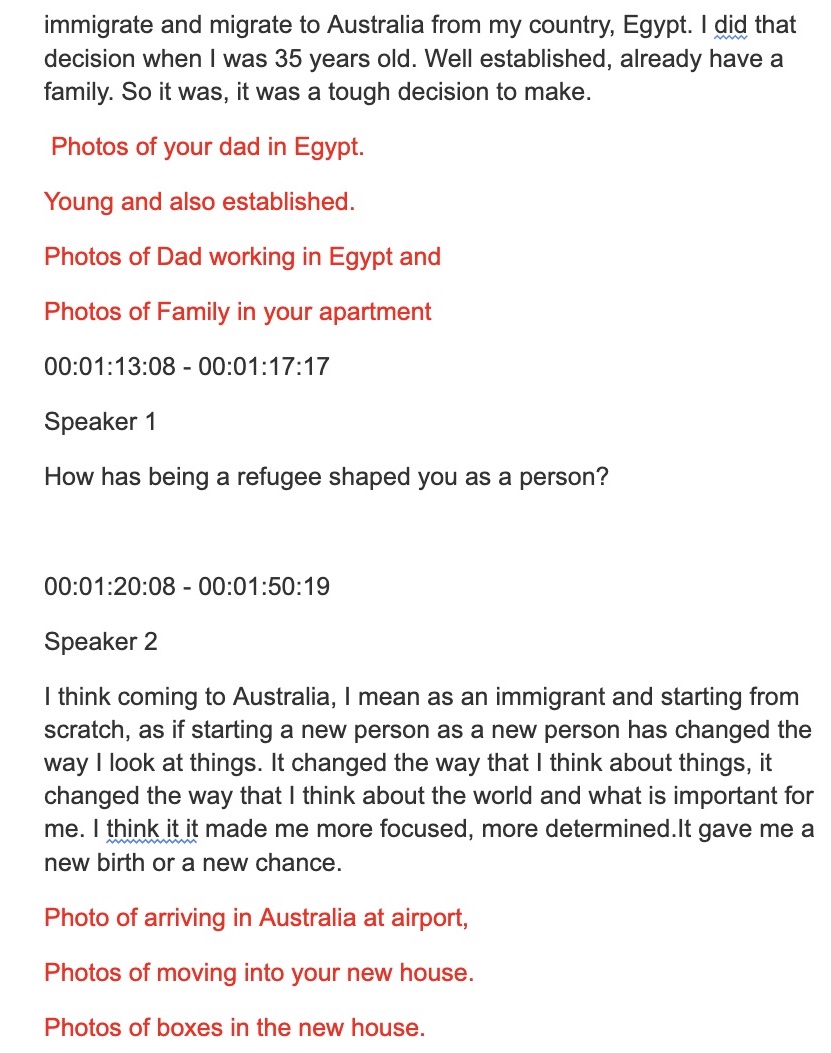 immigrate and migrate to Australia from my country, Egypt. I did that
decision when I was 35 years old. Well established, already have a
family. So it was, it was a tough decision to make.
Photos of your dad in Egypt.
Young and also established.
Photos of Dad working in Egypt and
Photos of Family in your apartment
00:01:13:08 - 00:01:17:17
Speaker 1
How has being a refugee shaped you as a person?
00:01:20:08 - 00:01:50:19
Speaker 2
I think coming to Australia, I mean as an immigrant and starting from
scratch, as if starting a new person as a new person has changed the
way I look at things. It changed the way that I think about things, it
changed the way that I think about the world and what is important for
me. I think it it made me more focused, more determined.It gave me a
new birth or a new chance.
Photo of arriving in Australia at airport,
Photos of moving into your new house.
Photos of boxes in the new house.